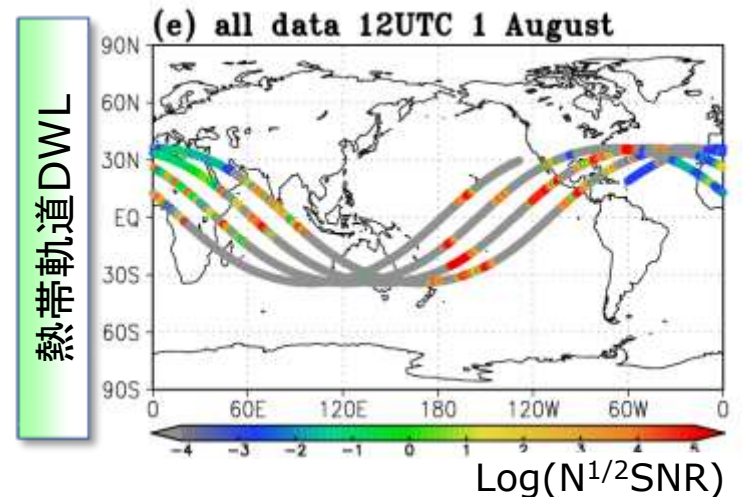 熱帯軌道DWL
(e) all data 12UTC 1 August
90N
60N
30N
EQ
30S
60S
90S
0 60E 120E 180 120W 60W 0
-4 -3 -2 -1 0 1 2 3 4 5
Log(N1/2SNR)